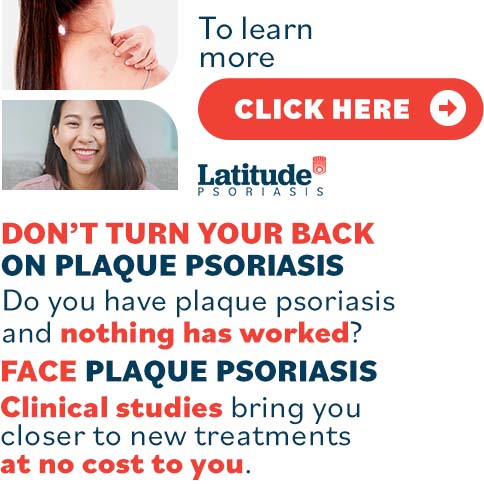 To learn
more
CLICK HERE
Latitude
PSORIASIS
DON’T TURN YOUR BACK
ON PLAQUE PSORIASIS
Do you have plaque psoriasis
and nothing has worked?
FACE PLAQUE PSORIASIS
Clinical studies bring you
closer to new treatments
at no cost to you.